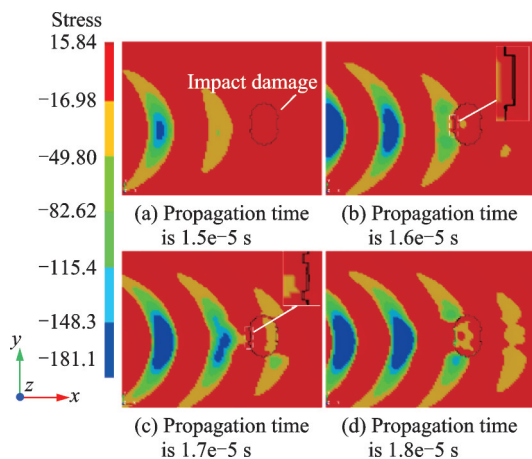 Stress
15.84
−16.98
−49.80
−82.62
−115.4
−148.3
−181.1
y
z
x
Impact damage
(a) Propagation time
is 1.5e−5 s
(b) Propagation time
is 1.6e−5 s
(c) Propagation time
is 1.7e−5 s
(d) Propagation time
is 1.8e−5 s